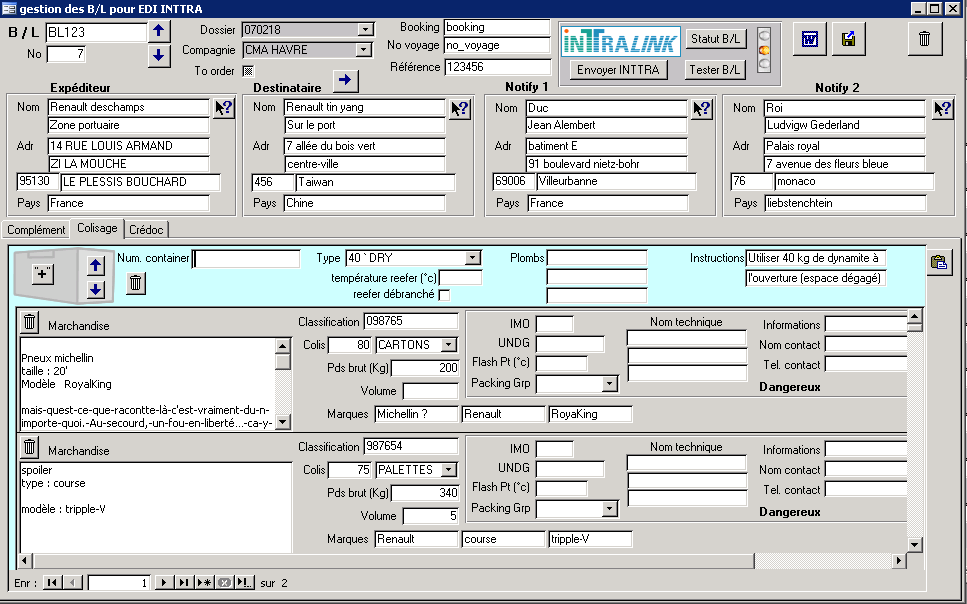 gestion des B/L pour EDI INTTRA
B / L BL123
No 7
Dossier 070218
Compagnie CMA HAVRE
To order
Booking booking
No voyage no_voyage
Référence 123456
INTTRALINK
Envoyer INTTRA
Statut B/L
Tester B/L
Expéditeur
Nom Renault deschamps
Zone portuaire
Adr 14 RUE LOUIS ARMAND
ZI LA MOUCHE
95130 LE PLESSIS BOUCHARD
Pays France
Destinataire
Nom Renault tin yang
Sur le port
Adr 7 allée du bois vert
centre-ville
456 Taiwan
Pays Chine
Notify 1
Nom Duc
Jean Alembert
Adr batiment E
91 boulevard nietz-bohr
69006 Villeurbanne
Pays France
Notify 2
Nom Roi
Ludvigw Gederland
Adr Palais royal
7 avenue des fleurs bleue
76 monaco
Pays liebstenchtein
Complément Colisage Crédoc
"+"
Num. container
Type 40 ` DRY
température reefer (°c)
reefer débranché
Plombs
Instructions Utiliser 40 kg de dynamite à
l'ouverture (espace dégagé)
Marchandise
Pneux michellin
taille : 20'
Modèle RoyalKing
mais-quest-ce-que-racontte-là-c'est-vraiment-du-n-
importe-quoi.-Au-secourd,-un-fou-en-liberté...-ca-y-
Classification 098765
Colis 80 CARTONS
Pds brut (Kg) 200
Volume
Marques Michellin ? Renault RoyaKing
IMO
UNDG
Flash Pt (°c)
Packing Grp
Nom technique
Informations
Nom contact
Tel. contact
Dangereux
Marchandise
spoiler
type : course
modèle : tripple-V
Classification 987654
Colis 75 PALETTES
Pds brut (Kg) 340
Volume 5
Marques Renault course tripple-V
IMO
UNDG
Flash Pt (°c)
Packing Grp
Nom technique
Informations
Nom contact
Tel. contact
Dangereux
Enr : 1 sur 2